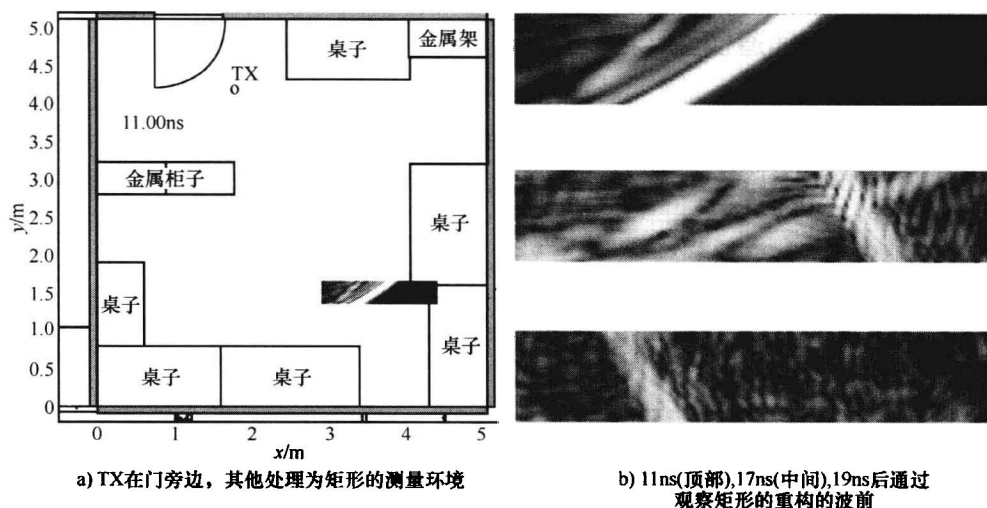 5.0
4.5
4.0
3.5
3.0
2.5
2.0
1.5
1.0
0.5
0
y/m
桌子
金属架
TX
11.00ns
金属柜子
桌子
桌子
桌子
桌子
桌子
0 1 2 3 4 5
x/m
a) TX在门旁边，其他处理为矩形的测量环境
b) 11ns(顶部),17ns(中间),19ns后通过
观察矩形的重构的波前